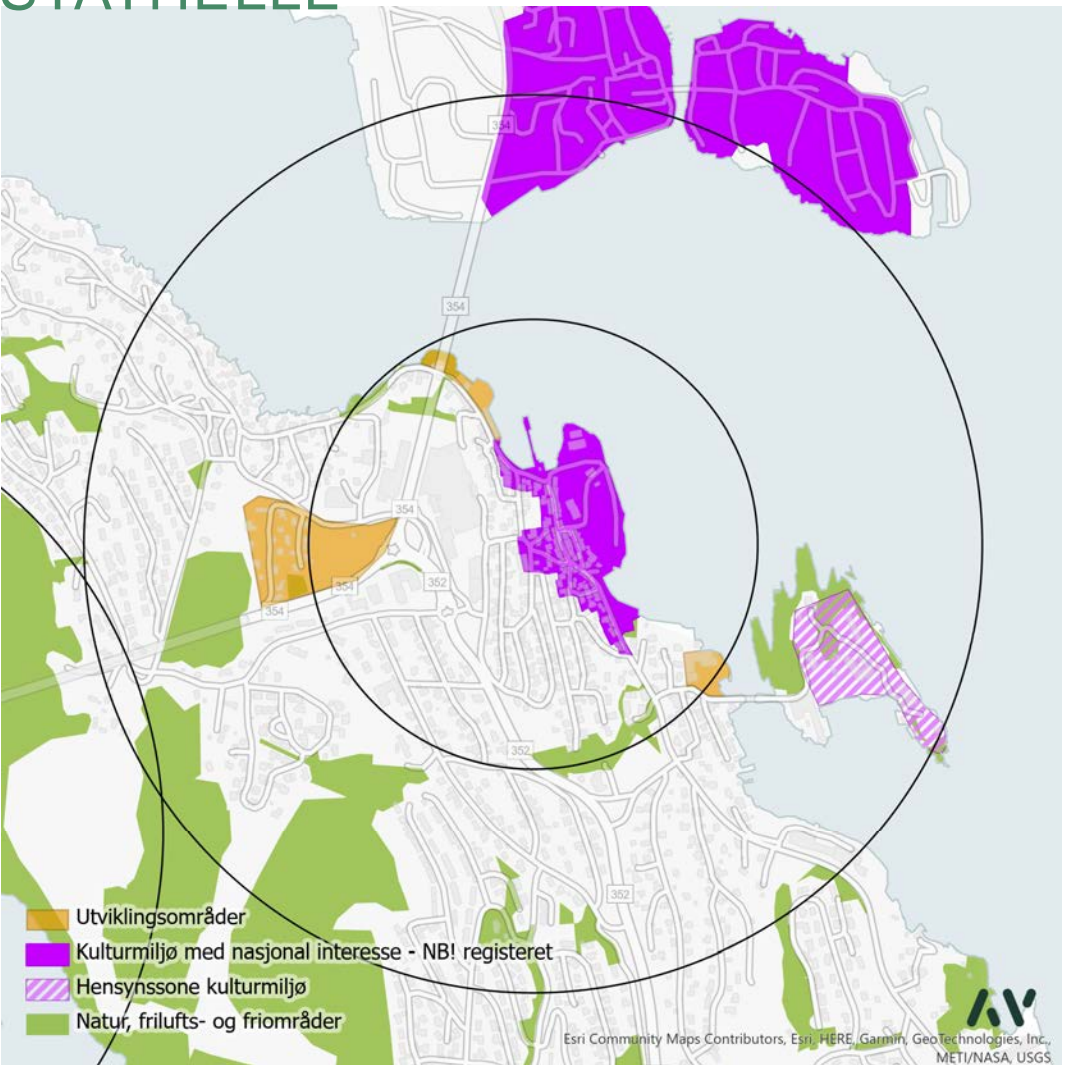 STATHELLE
354
354
354
354
354
352
352
352
Utviklingsområder
Kulturmiljø med nasjonal interesse - NB! registeret
Hensynssone kulturmiljø
Natur, frilufts- og friområder
Esri Community Maps Contributors, Esri, HERE, Garmin, GeoTechnologies, Inc.,
METI/NASA, USGS